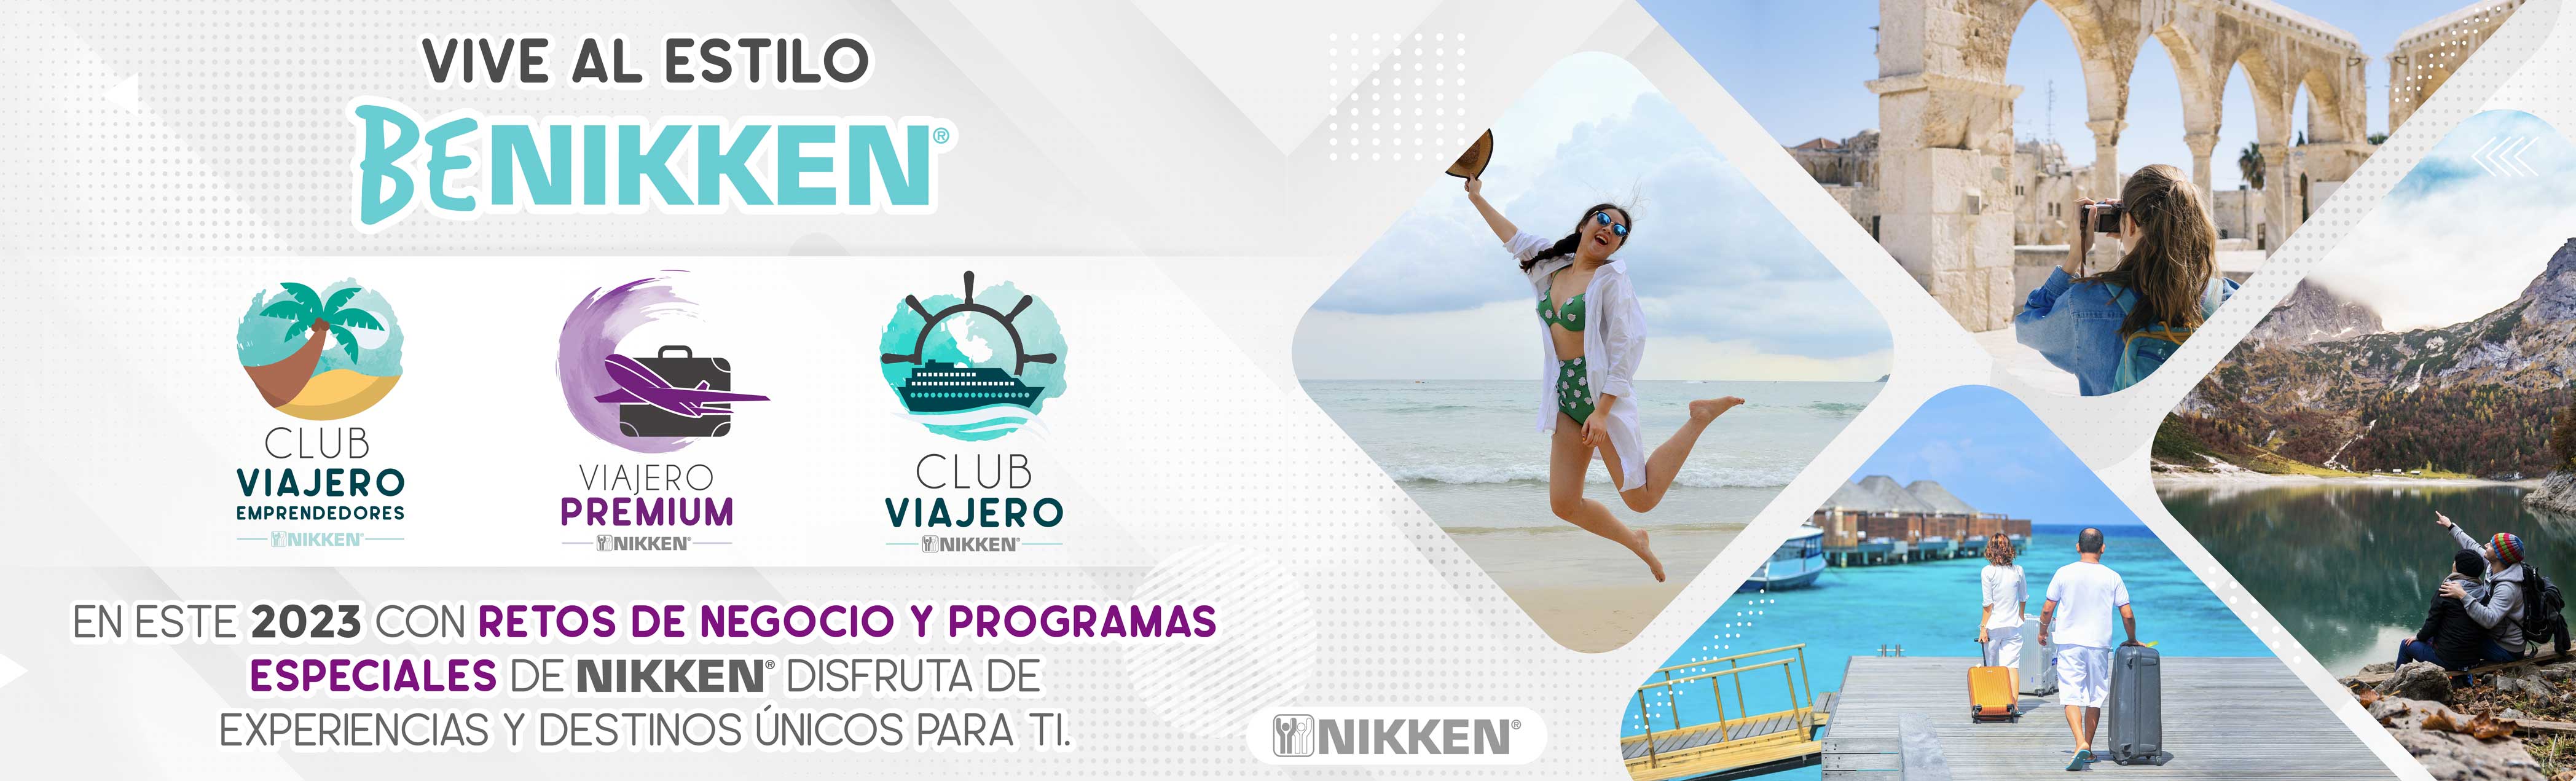 VIVE AL ESTILO
BENIKKEN®
CLUB
VIAJERO
EMPRENDEDORES
NIKKEN®
VIAJERO
PREMIUM
NIKKEN®
CLUB
VIAJERO
NIKKEN®
EN ESTE 2023 CON RETOS DE NEGOCIO Y PROGRAMAS
ESPECIALES DE NIKKEN® DISFRUTA DE
EXPERIENCIAS Y DESTINOS ÚNICOS PARA TI.
NIKKEN®